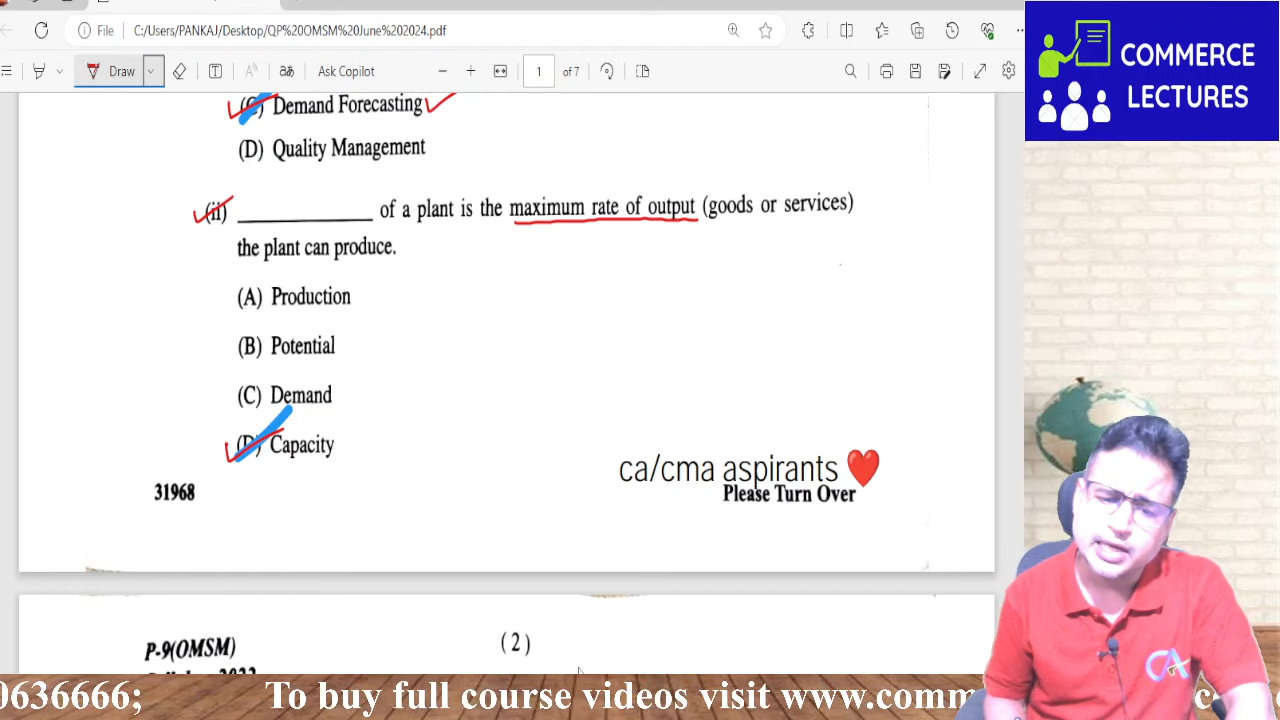 File C:/Users/PANKAJ/Desktop/QP%20OMSM%20June%202024.pdf
Draw
Ask Copilot
1 of 7
COMMERCE
LECTURES
Demand Forecasting
(D) Quality Management
(ii) ____________ of a plant is the maximum rate of output (goods or services)
the plant can produce.
(A) Production
(B) Potential
(C) Demand
(D) Capacity
ca/cma aspirants ❤️
31968
Please Turn Over
P-9(OMSM)
(2)
0636666; To buy full course videos visit www.comm
CA